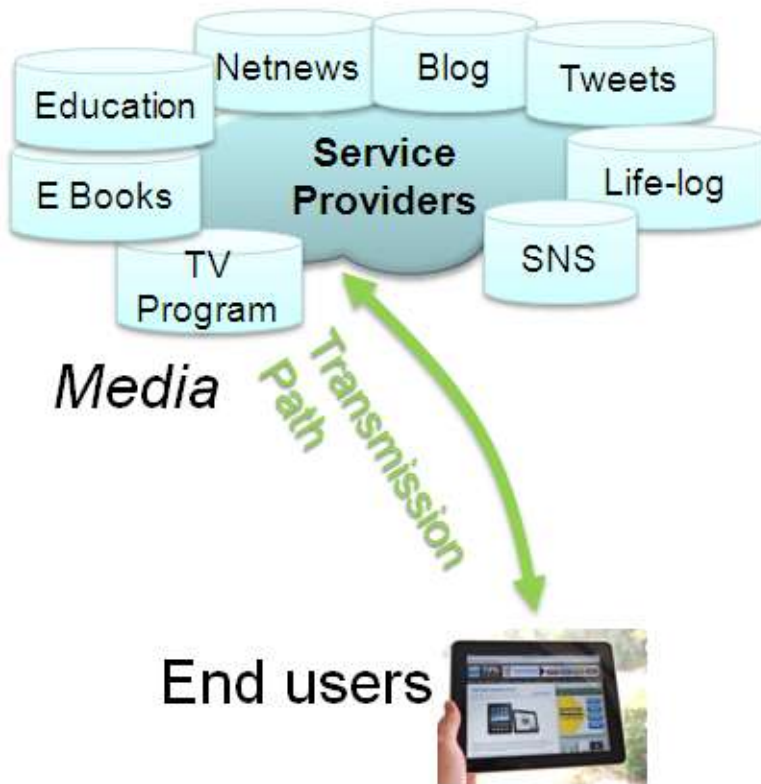 Netnews
Blog
Tweets
Education
Service
Providers
Life-log
E Books
SNS
TV
Program
Media
Transmission
Path
End users